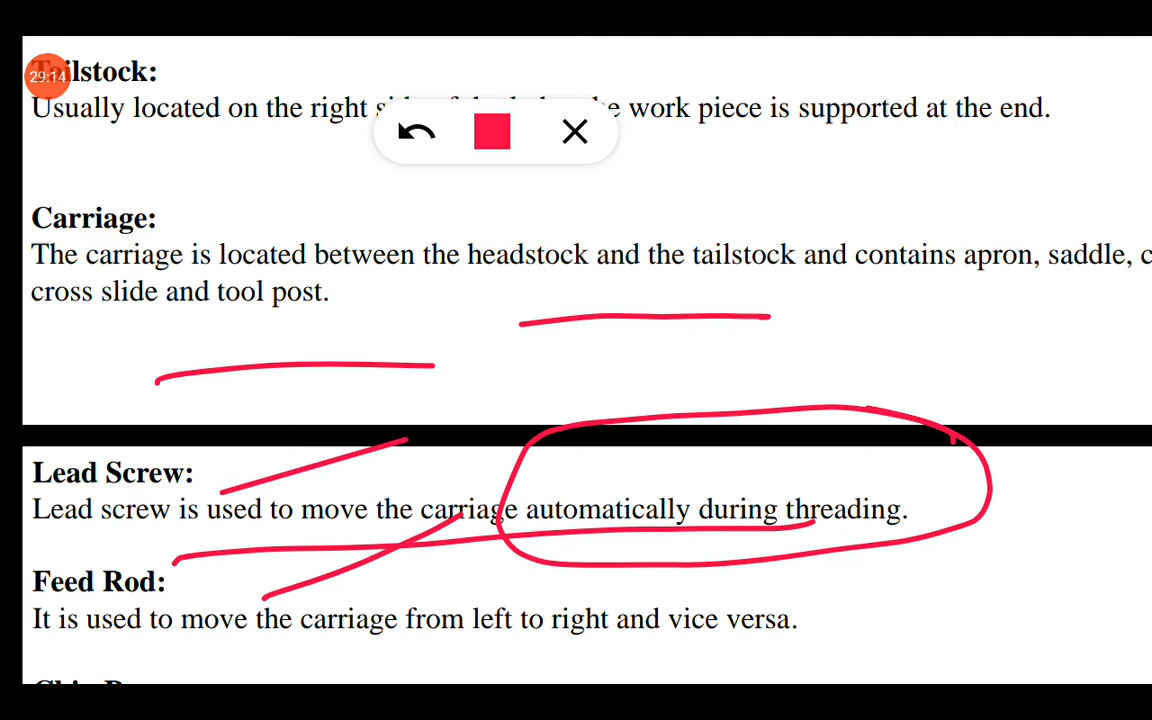 Tailstock:
29:14
Usually located on the right work piece is supported at the end.
Carriage:
The carriage is located between the headstock and the tailstock and contains apron, saddle, c
cross slide and tool post.
Lead Screw:
Lead screw is used to move the carriage automatically during threading.
Feed Rod:
It is used to move the carriage from left to right and vice versa.